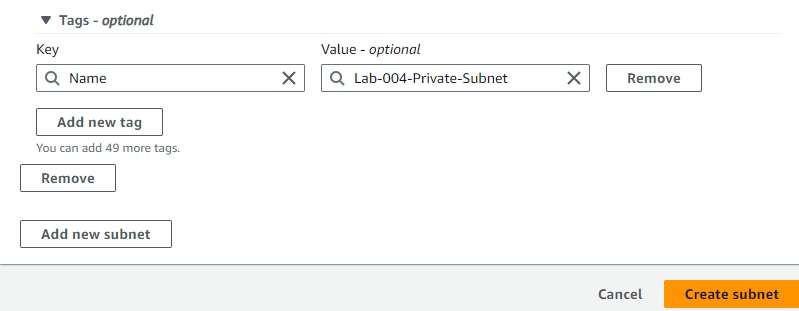 Tags - optional
Key
Value - optional
Name
Lab-004-Private-Subnet
Remove
Add new tag
You can add 49 more tags.
Remove
Add new subnet
Cancel
Create subnet